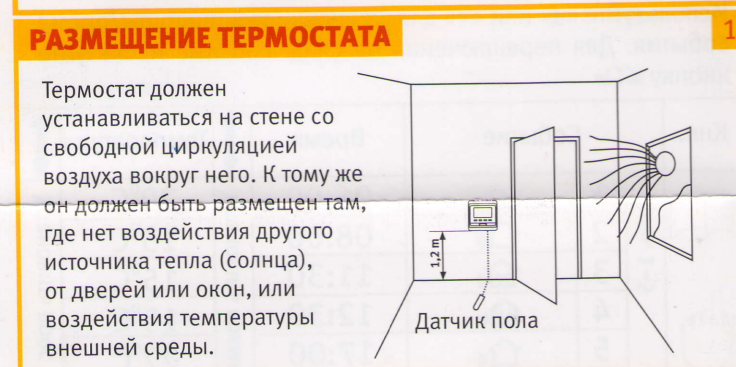 РАЗМЕЩЕНИЕ ТЕРМОСТАТА
1
Термостат должен
устанавливаться на стене со
свободной циркуляцией
воздуха вокруг него. К тому же
он должен быть размещен там,
где нет воздействия другого
источника тепла (солнца),
от дверей или окон, или
воздействия температуры
внешней среды.
1,2 m
Датчик пола